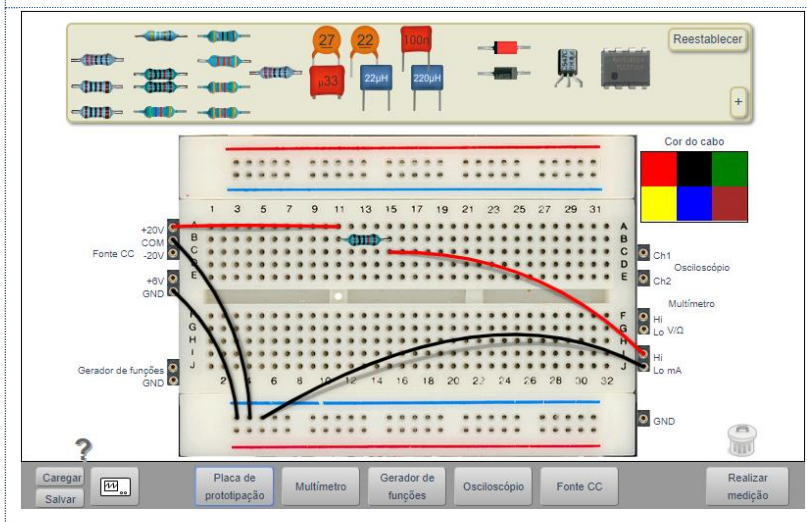 27
22
100n
µ33
22µH
220µH
Reestablecer
+
Cor do cabo
1 3 5 7 9 11 13 15 17 19 21 23 25 27 29 31
A
B
C
D
E
A
B
C
D
E
+20V
COM
Fonte CC -20V
+6V
GND
Ch1
Osciloscópio
Ch2
Multímetro
Hi
Lo V/Ω
Hi
Lo mA
F
G
H
I
J
F
G
H
I
J
Gerador de funções
GND
2 4 6 8 10 12 14 16 18 20 22 24 26 28 30 32
GND
?
Caregar
Salvar
Placa de
prototipação
Multímetro
Gerador de
funções
Osciloscópio
Fonte CC
Realizar
medição